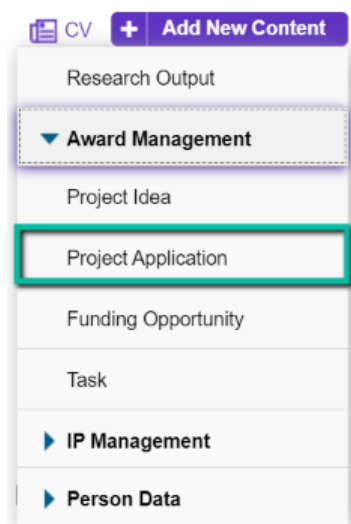 CV + Add New Content
Research Output
Award Management
Project Idea
Project Application
Funding Opportunity
Task
IP Management
Person Data